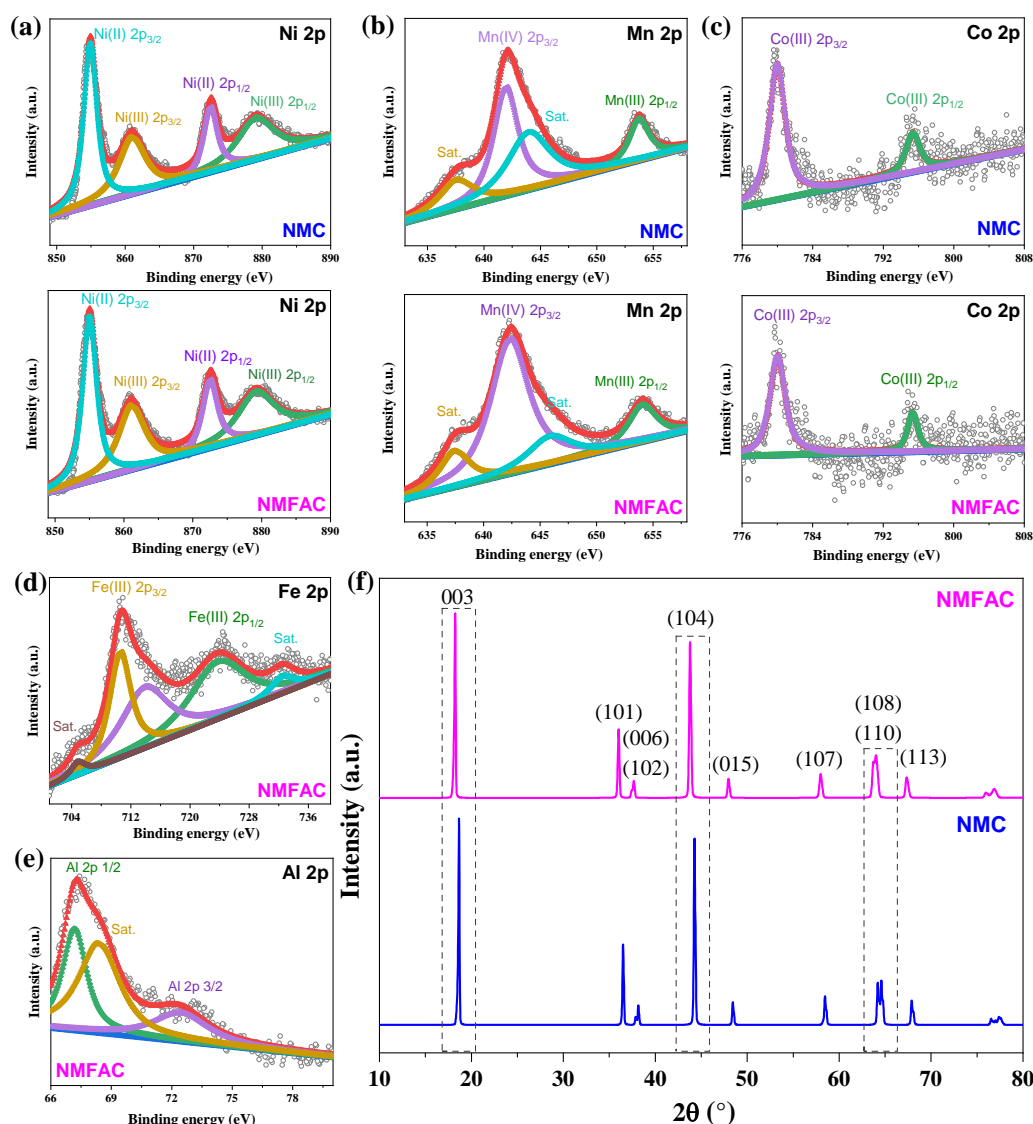 (a)
Ni(II) 2p3/2
Ni 2p
Ni(III) 2p3/2
Ni(II) 2p1/2
Ni(III) 2p1/2
Intensity (a.u.)
NMC
850 860 870 880 890
Binding energy (eV)
(b)
Mn(IV) 2p3/2
Mn 2p
Sat.
Sat.
Mn(III) 2p1/2
Intensity (a.u.)
NMC
635 640 645 650 655
Binding energy (eV)
(c)
Co(III) 2p3/2
Co 2p
Co(III) 2p1/2
Intensity (a.u.)
NMC
776 784 792 800 808
Binding energy (eV)
Ni(II) 2p3/2
Ni 2p
Ni(III) 2p3/2
Ni(II) 2p1/2
Ni(III) 2p1/2
Intensity (a.u.)
NMFAC
850 860 870 880 890
Binding energy (eV)
Mn(IV) 2p3/2
Mn 2p
Sat.
Sat.
Mn(III) 2p1/2
Intensity (a.u.)
NMFAC
635 640 645 650 655
Binding energy (eV)
Co(III) 2p3/2
Co 2p
Co(III) 2p1/2
Intensity (a.u.)
NMFAC
776 784 792 800 808
Binding energy (eV)
(d)
Fe(III) 2p3/2
Fe 2p
Fe(III) 2p1/2
Sat.
Sat.
Intensity (a.u.)
NMFAC
704 712 720 728 736
Binding energy (eV)
(e)
Al 2p 1/2
Al 2p
Sat.
Al 2p 3/2
Intensity (a.u.)
NMFAC
66 69 72 75 78
Binding energy (eV)
(f)
003
NMFAC
(104)
(101)
(006)
(102)
(015)
(107)
(108)
(110)
(113)
NMC
Intensity (a.u.)
10 20 30 40 50 60 70 80
2θ (°)